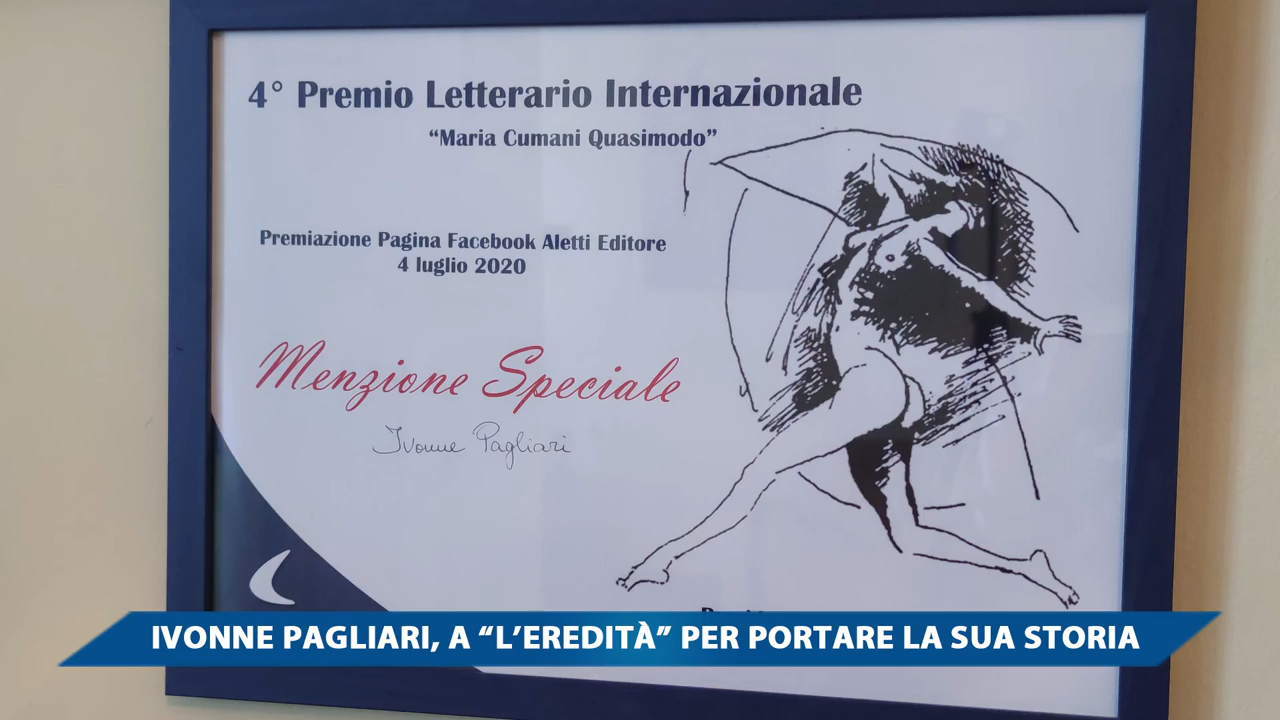 4° Premio Letterario Internazionale
“Maria Cumani Quasimodo”
Premiazione Pagina Facebook Aletti Editore
4 luglio 2020
Menzione Speciale
Ivonne Pagliari
IVONNE PAGLIARI, A “L’EREDITÀ” PER PORTARE LA SUA STORIA